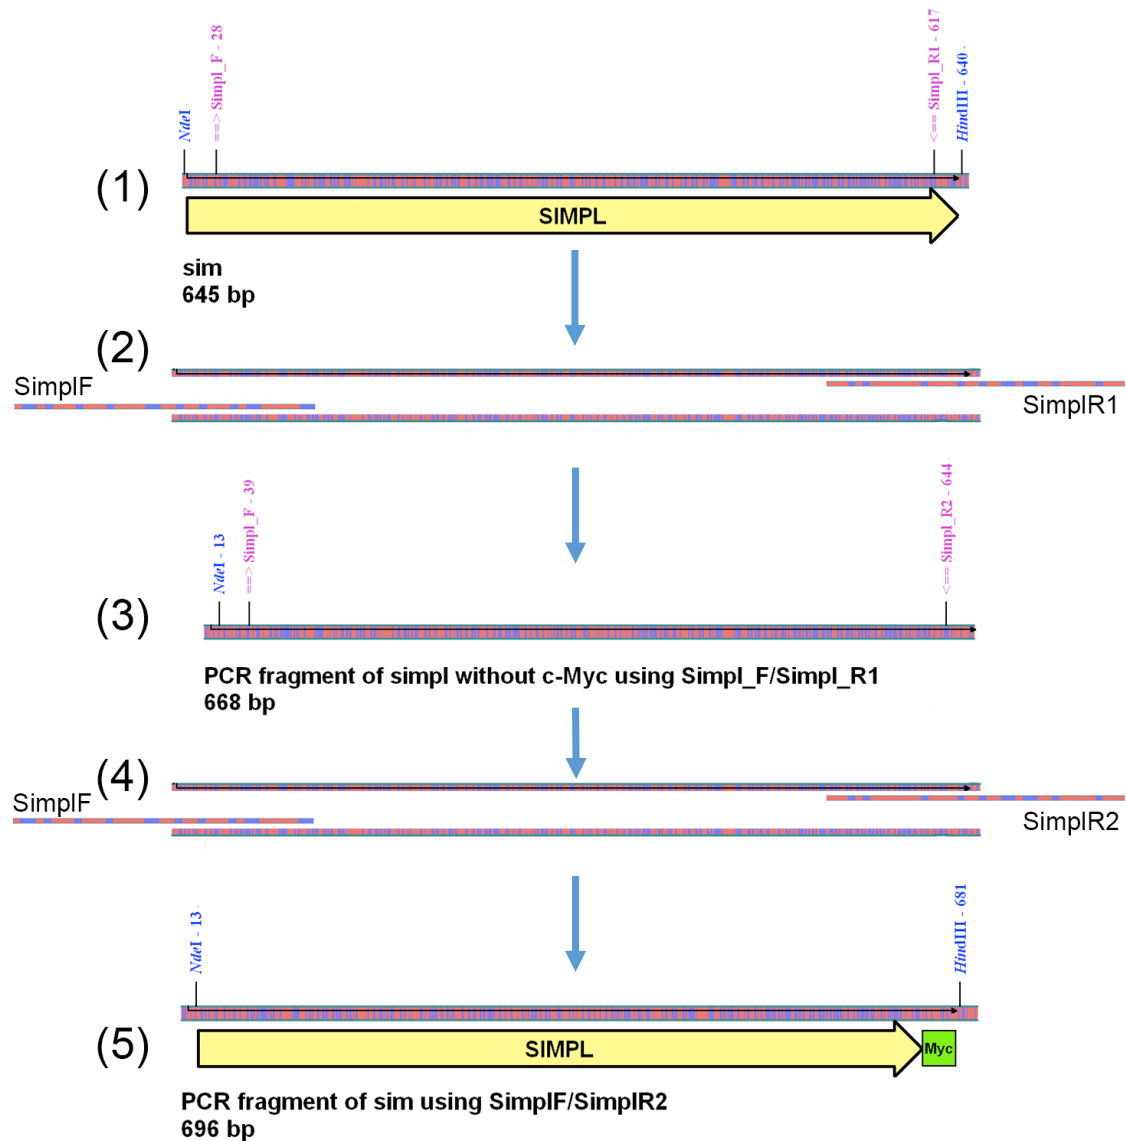 NdeI
==> Simpl_F - 28
<== Simpl_R1 - 617
HindIII - 640
(1)
SIMPL
sim
645 bp
(2)
SimplF
SimplR1
NdeI - 13
==> Simpl_F - 39
<== Simpl_R2 - 644
(3)
PCR fragment of simpl without c-Myc using Simpl_F/Simpl_R1
668 bp
(4)
SimplF
SimplR2
NdeI - 13
HindIII - 681
(5)
SIMPL
Myc
PCR fragment of sim using SimplF/SimplR2
696 bp